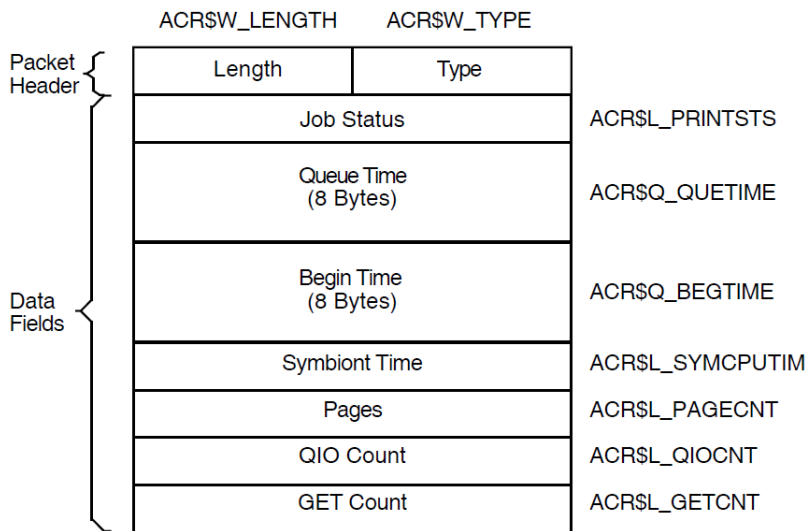 ACR$W_LENGTH ACR$W_TYPE
Packet
Header
Length Type
Job Status ACR$L_PRINTSTS
Queue Time
(8 Bytes)
ACR$Q_QUETIME
Begin Time
(8 Bytes)
ACR$Q_BEGTIME
Data
Fields
Symbiont Time ACR$L_SYMCPUTIM
Pages ACR$L_PAGECNT
QIO Count ACR$L_QIOCNT
GET Count ACR$L_GETCNT